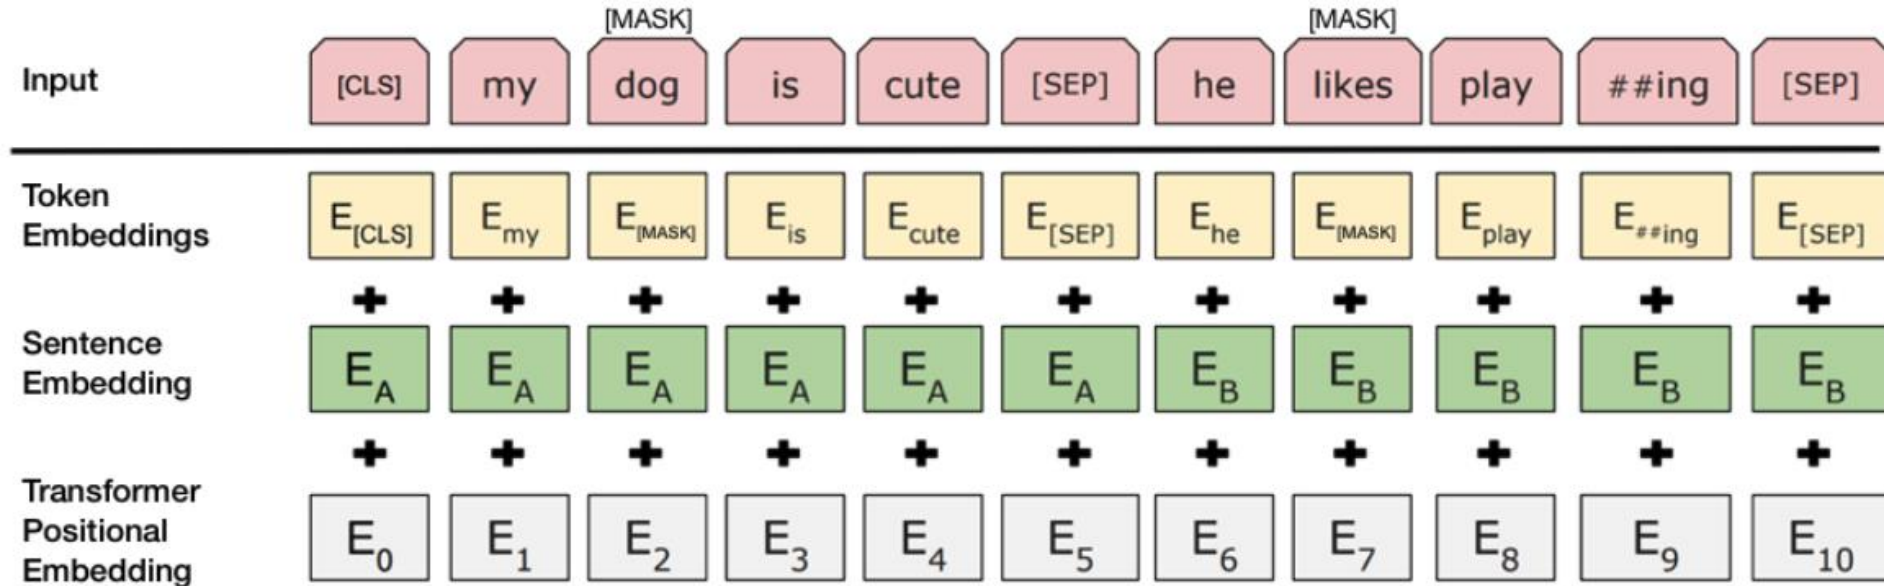 [MASK] [MASK]
Input [CLS] my dog is cute [SEP] he likes play ##ing [SEP]
Token
Embeddings
E[CLS] Emy E[MASK] Eis Ecute E[SEP] Ehe E[MASK] Eplay E##ing E[SEP]
Sentence
Embedding
EA EA EA EA EA EA EB EB EB EB EB
Transformer
Positional
Embedding
E0 E1 E2 E3 E4 E5 E6 E7 E8 E9 E10